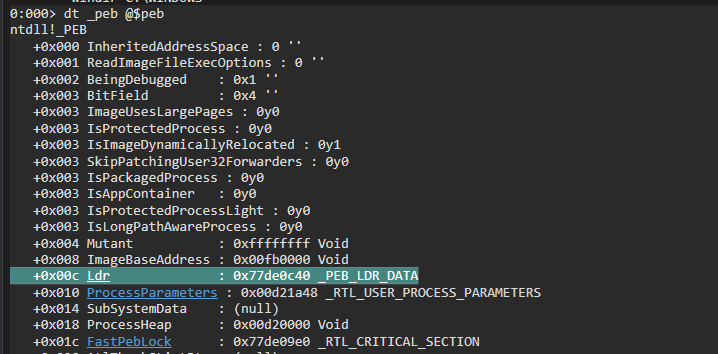 0:000> dt _peb @$peb
ntdll!_PEB
+0x000 InheritedAddressSpace : 0 ''
+0x001 ReadImageFileExecOptions : 0 ''
+0x002 BeingDebugged : 0x1 ''
+0x003 BitField : 0x4 ''
+0x003 ImageUsesLargePages : 0y0
+0x003 IsProtectedProcess : 0y0
+0x003 IsImageDynamicallyRelocated : 0y1
+0x003 SkipPatchingUser32Forwarders : 0y0
+0x003 IsPackagedProcess : 0y0
+0x003 IsAppContainer : 0y0
+0x003 IsProtectedProcessLight : 0y0
+0x003 IsLongPathAwareProcess : 0y0
+0x004 Mutant : 0xffffffff Void
+0x008 ImageBaseAddress : 0x00fb0000 Void
+0x00c Ldr : 0x77de0c40 _PEB_LDR_DATA
+0x010 ProcessParameters : 0x00d21a48 _RTL_USER_PROCESS_PARAMETERS
+0x014 SubSystemData : (null)
+0x018 ProcessHeap : 0x00d20000 Void
+0x01c FastPebLock : 0x77de09e0 _RTL_CRITICAL_SECTION